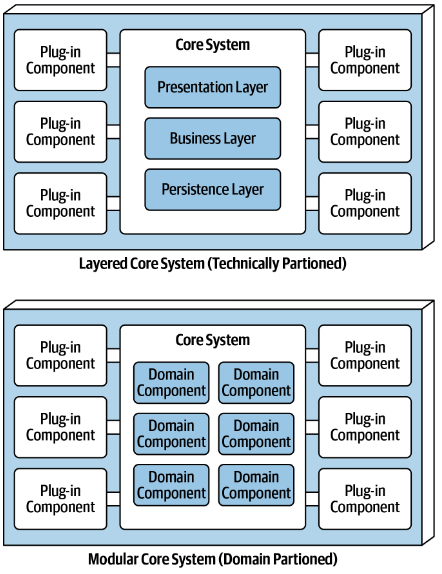 Core System
Plug-in
Component
Plug-in
Component
Presentation Layer
Plug-in
Component
Business Layer
Plug-in
Component
Plug-in
Component
Persistence Layer
Plug-in
Component
Layered Core System (Technically Partioned)
Core System
Plug-in
Component
Plug-in
Component
Domain
Component
Domain
Component
Plug-in
Component
Domain
Component
Domain
Component
Plug-in
Component
Plug-in
Component
Domain
Component
Domain
Component
Plug-in
Component
Modular Core System (Domain Partioned)